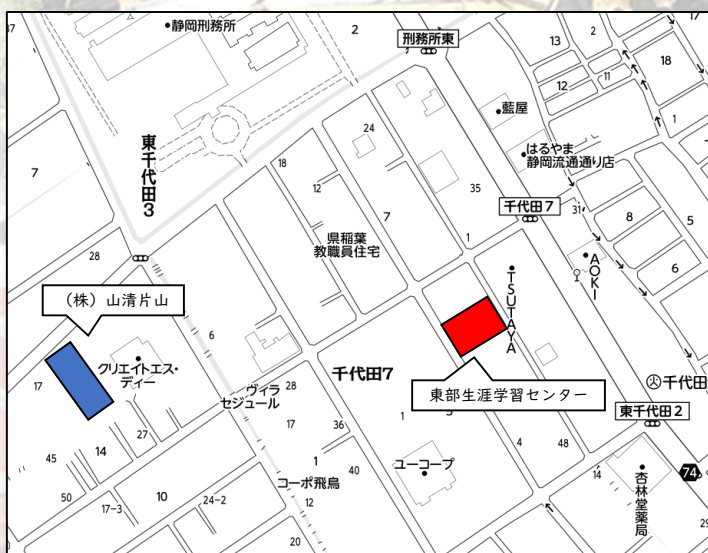 静岡刑務所
2
刑務所東
13
2
17
18
12
11
藍屋
1
24
はるやま
静岡流通通り店
東千代田3
7
18
12
35
千代田7
7
31
5
8
県稲葉
教職員住宅
1
28
TSUTAYA
AOKI
6
(株)山清片山
6
17
クリエイトエス・
ディー
千代田7
東部生涯学習センター
千代田
ヴィラ
セジュール
28
東千代田2
17
36
1
27
14
4
48
45
1
40
ユーコープ
14
74
コーポ飛鳥
杏林堂薬局
50
10
24-2
12
17-3
20
29